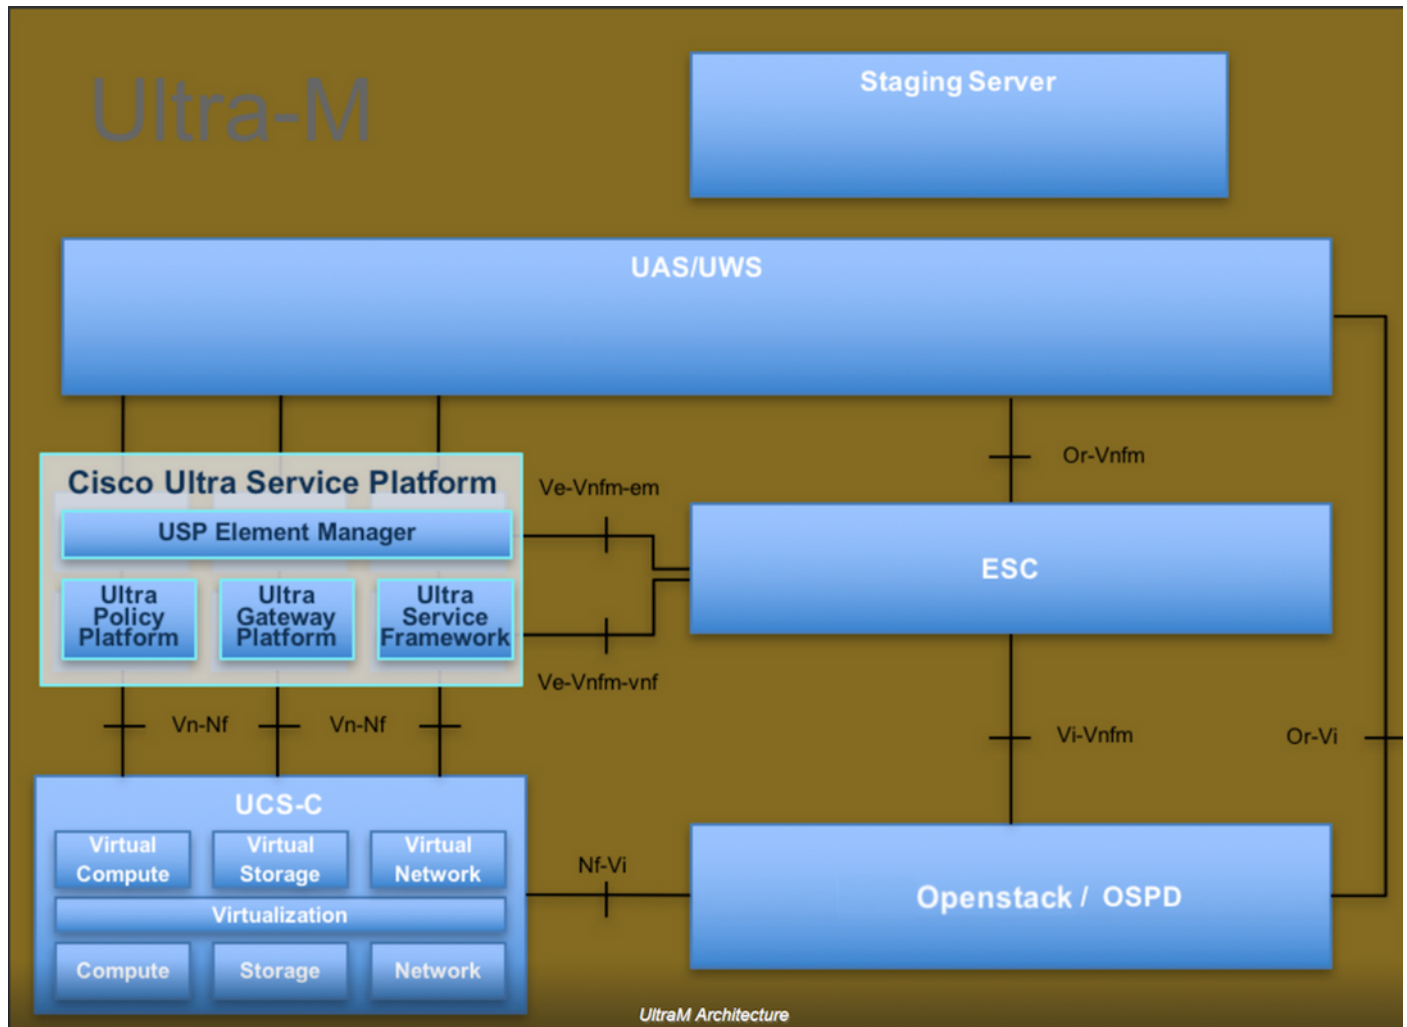 Ultra-M
Staging Server
UAS/UWS
Or-Vnfm
Cisco Ultra Service Platform
Ve-Vnfm-em
USP Element Manager
ESC
Ultra
Policy
Platform
Ultra
Gateway
Platform
Ultra
Service
Framework
Ve-Vnfm-vnf
Vn-Nf
Vn-Nf
Vi-Vnfm
Or-Vi
UCS-C
Virtual
Compute
Virtual
Storage
Virtual
Network
Nf-Vi
Virtualization
Openstack / OSPD
Compute
Storage
Network
UltraM Architecture